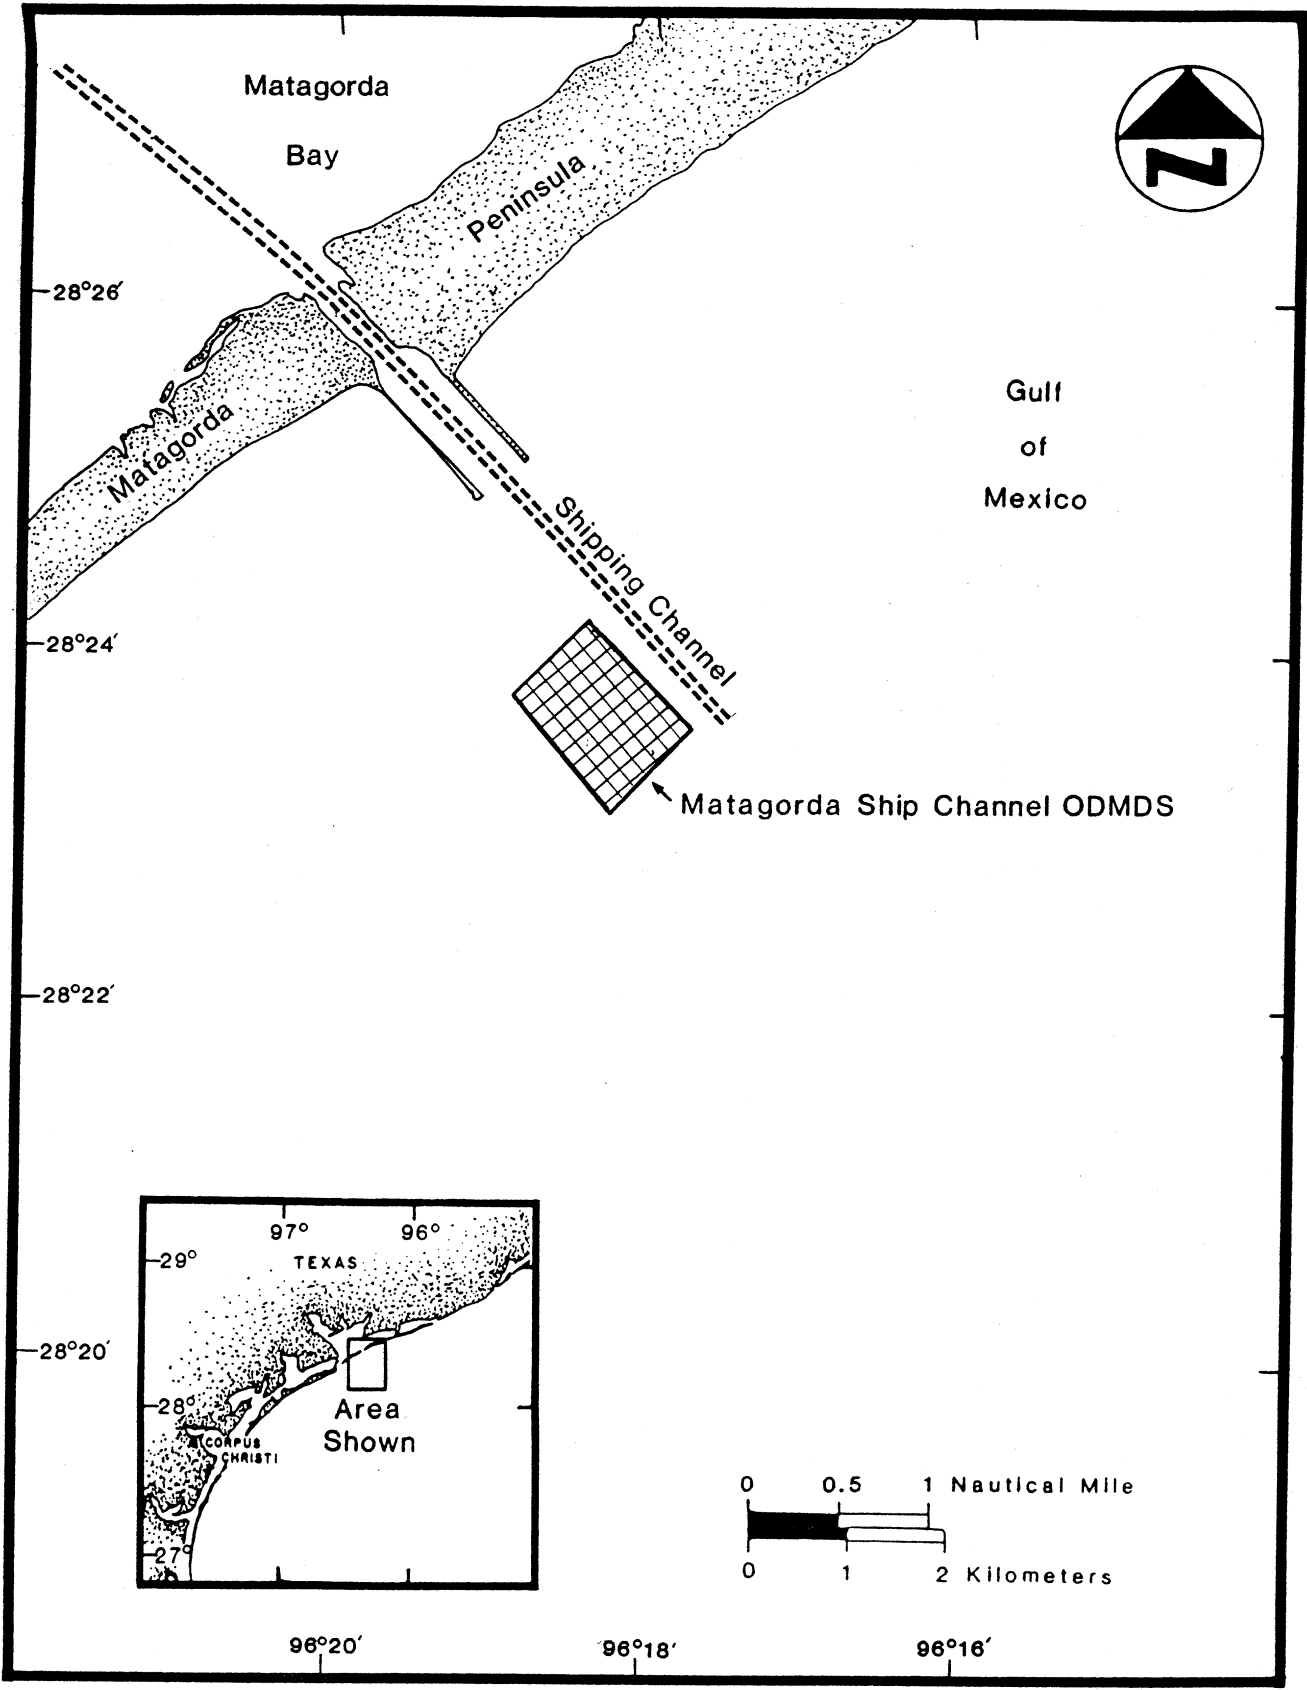 Matagorda
Bay
Peninsula
N
28°26′
Gulf
of
Mexico
Matagorda
Shipping Channel
28°24′
Matagorda Ship Channel ODMDS
28°22′
97° 96°
29°
TEXAS
28°20′
28°
Area
Shown
CORPUS
CHRISTI
27°
0 0.5 1 Nautical Mile
0 1 2 Kilometers
96°20′ 96°18′ 96°16′